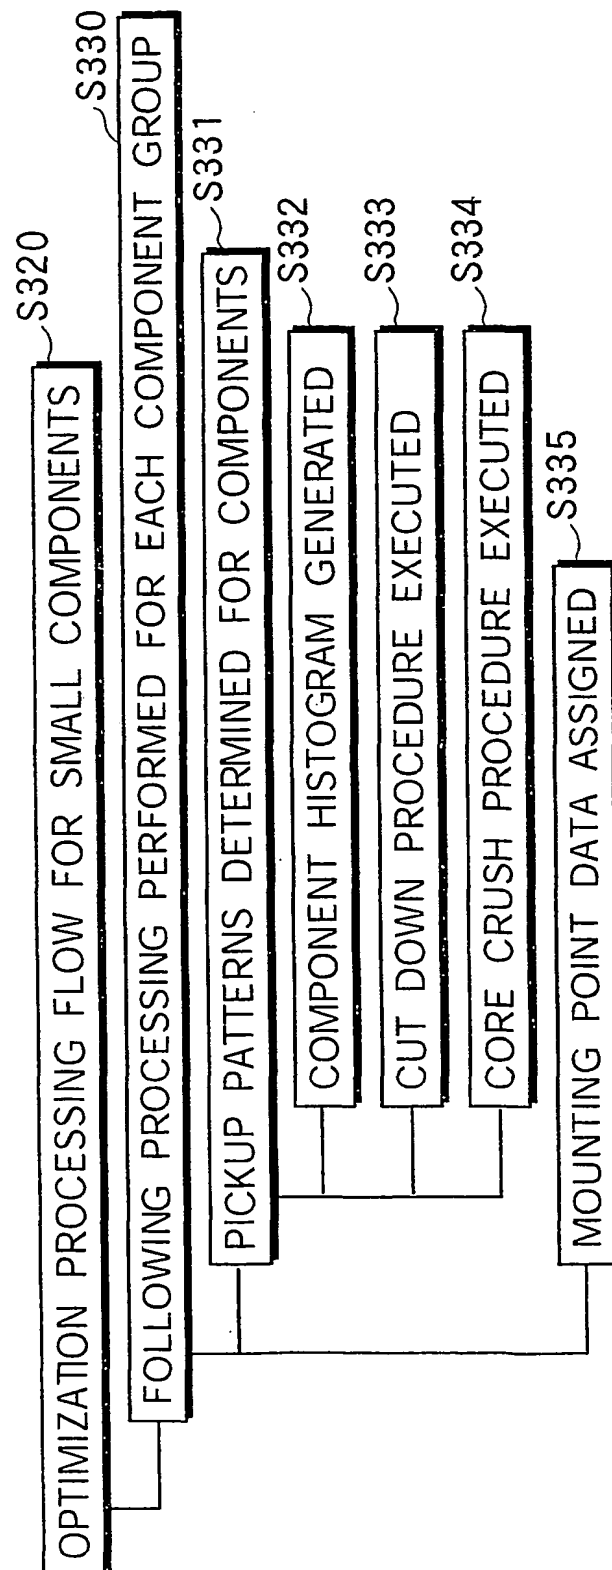 OPTIMIZATION PROCESSING FLOW FOR SMALL COMPONENTS
S320
FOLLOWING PROCESSING PERFORMED FOR EACH COMPONENT GROUP
S330
PICKUP PATTERNS DETERMINED FOR COMPONENTS
S331
COMPONENT HISTOGRAM GENERATED
S332
CUT DOWN PROCEDURE EXECUTED
S333
CORE CRUSH PROCEDURE EXECUTED
S334
MOUNTING POINT DATA ASSIGNED
S335